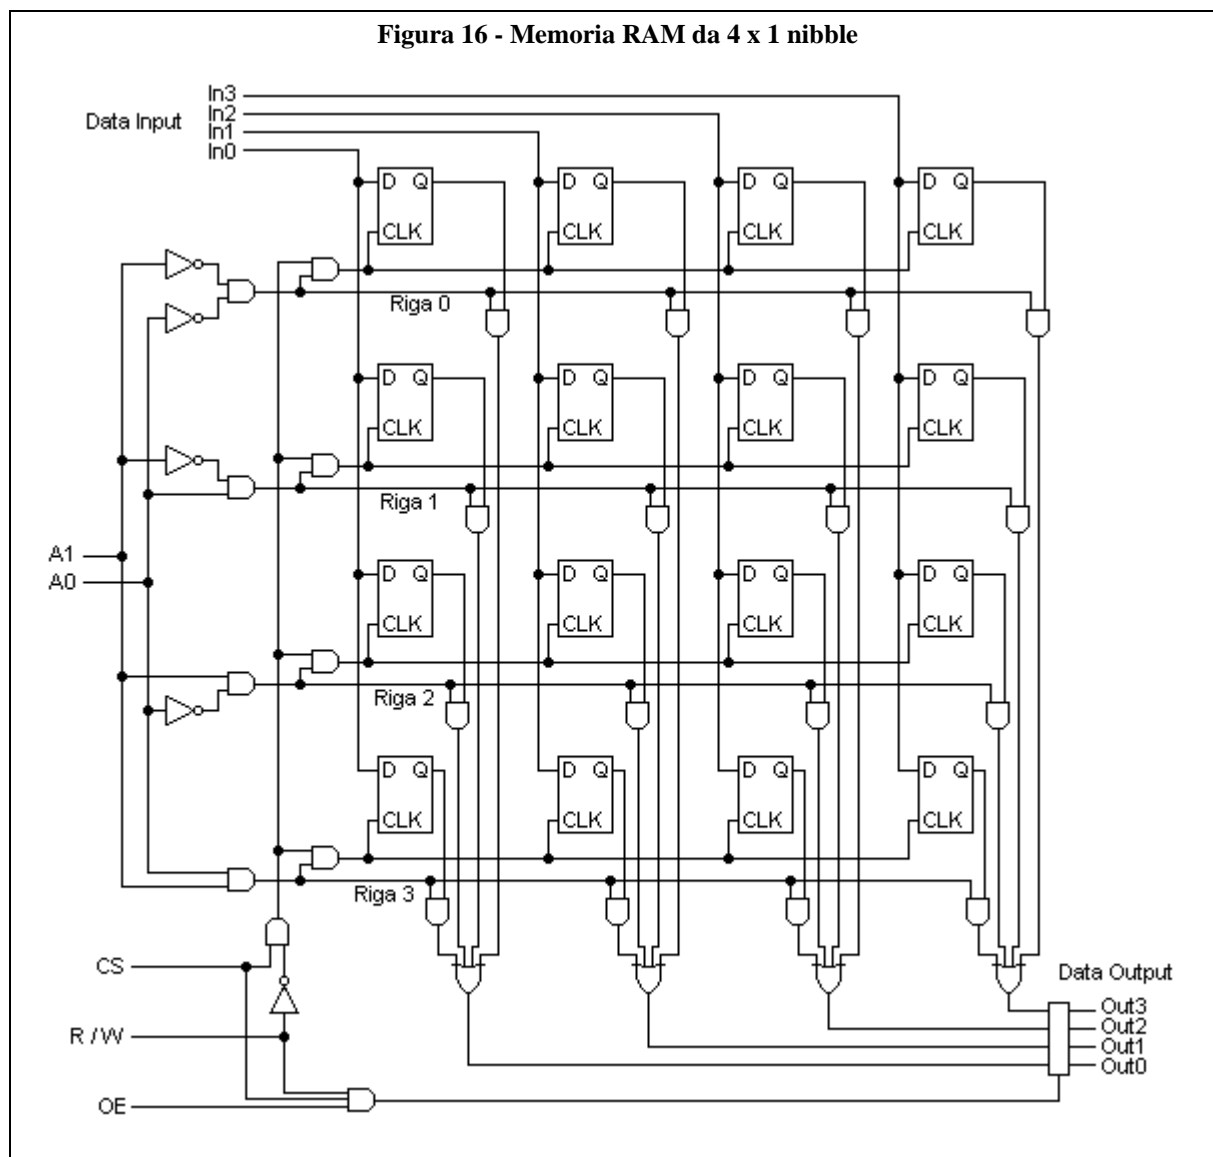 Figura 16 - Memoria RAM da 4 x 1 nibble
In3
In2
Data Input
In1
In0
D Q D Q D Q D Q
CLK CLK CLK CLK
Riga 0
D Q D Q D Q D Q
CLK CLK CLK CLK
Riga 1
A1
A0
D Q D Q D Q D Q
CLK CLK CLK CLK
Riga 2
D Q D Q D Q D Q
CLK CLK CLK CLK
Riga 3
CS
Data Output
Out3
Out2
R / W
Out1
Out0
OE